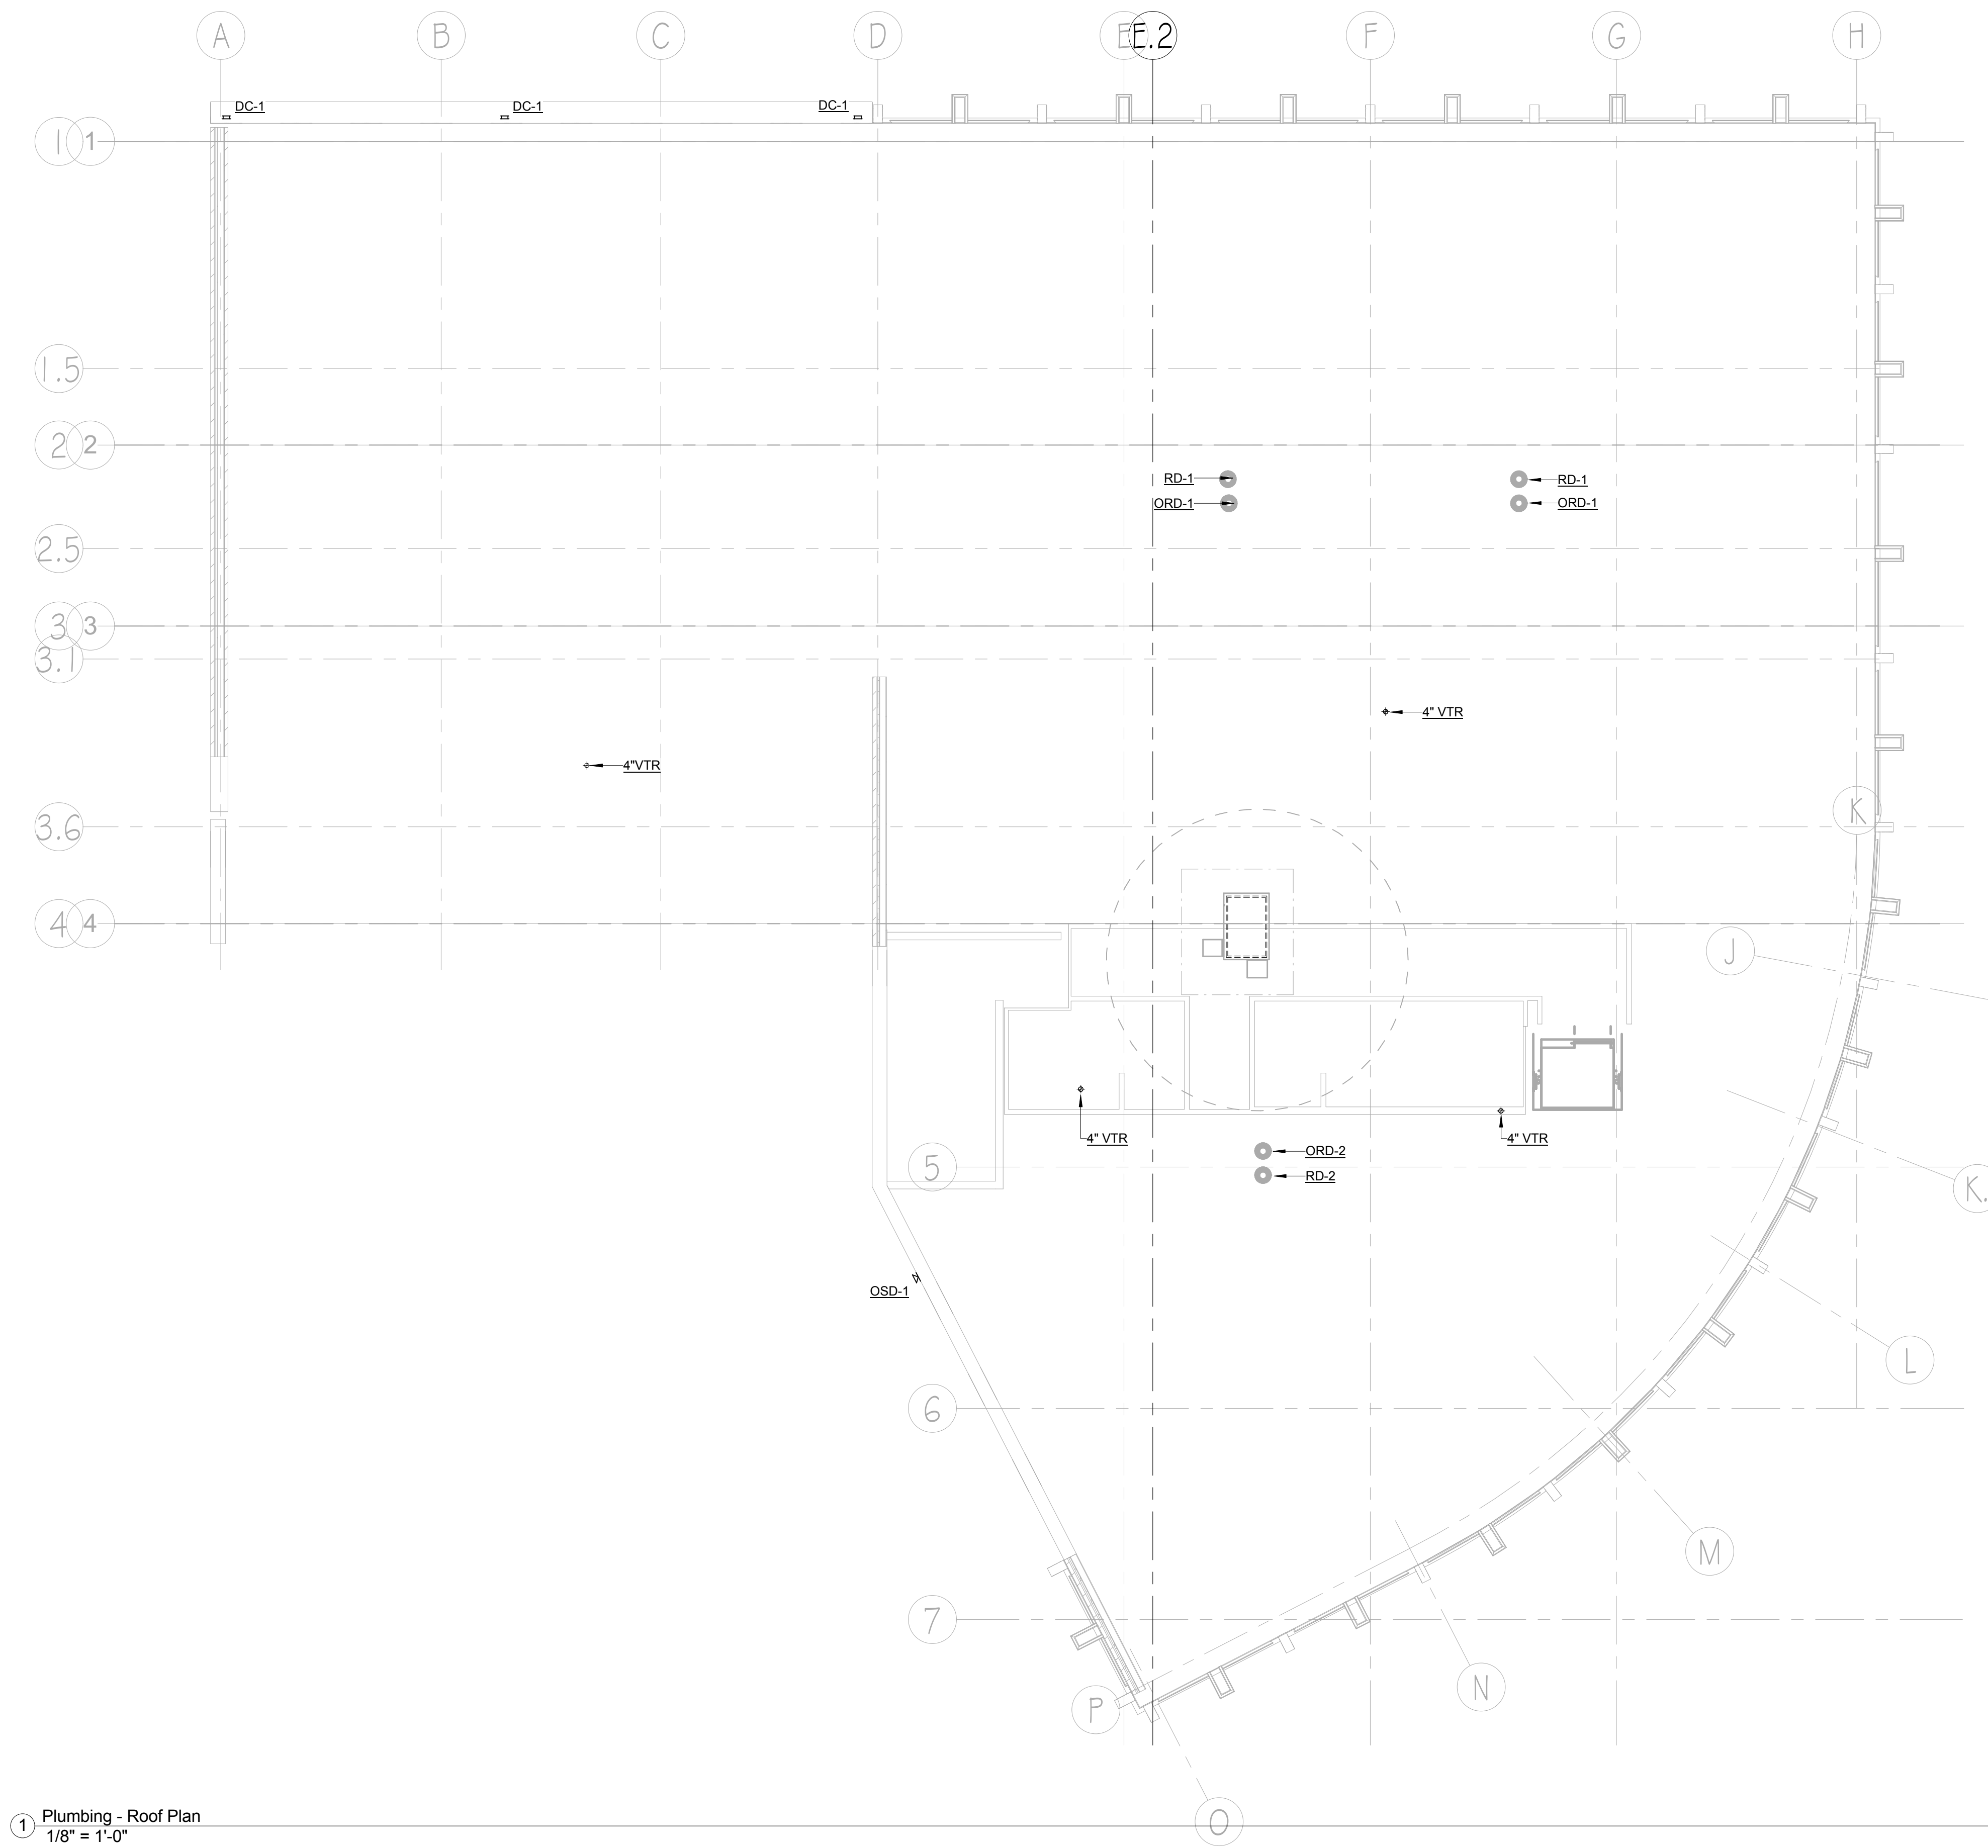 A
B
C
D
E
E.2
F
G
H
DC-1
DC-1
DC-1
1
1
1.5
2
2
RD-1
RD-1
ORD-1
ORD-1
2.5
3
3
3.1
4" VTR
4"VTR
K
3.6
4
4
J
4" VTR
4" VTR
ORD-2
5
RD-2
K.
OSD-1
L
6
M
7
N
P
O
1
Plumbing - Roof Plan
1/8" = 1'-0"